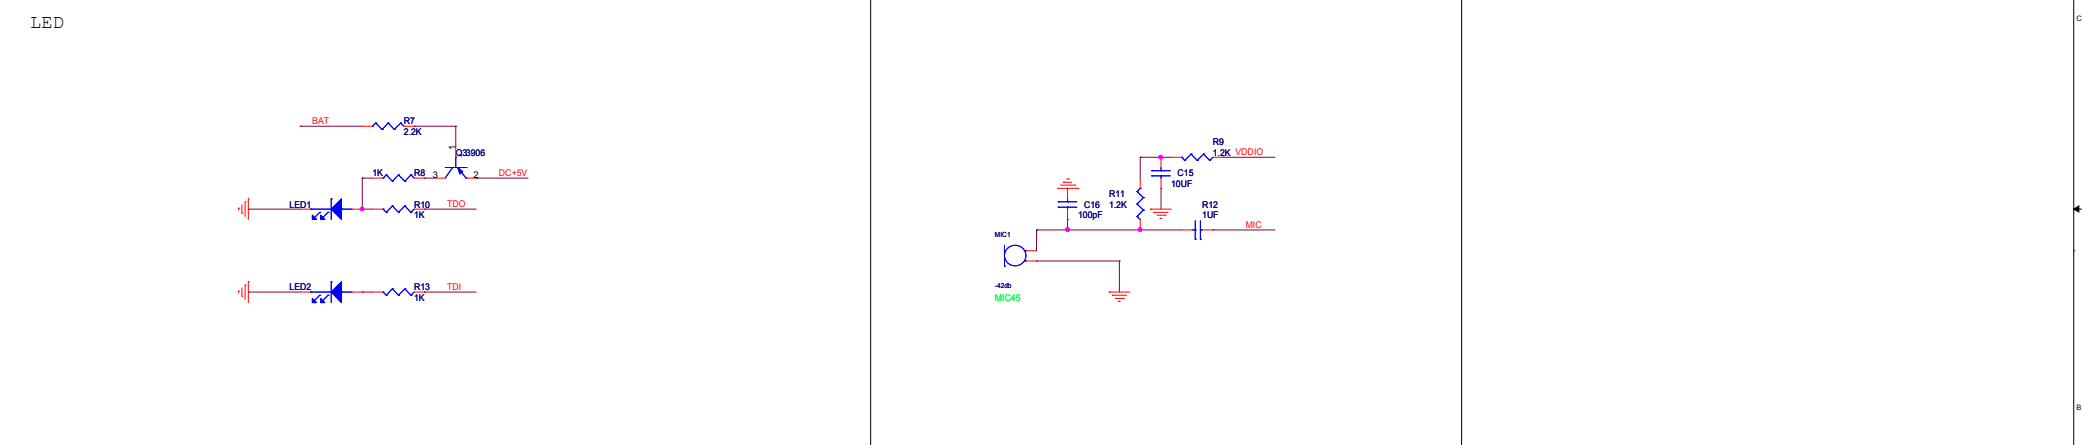 LED
C
BAT
R7
2.2K
1
Q33906
1K
R8
3
2
DC+5V
LED1
R10
TDO
1K
LED2
R13
TDI
1K
R9
1.2K
VDDIO
C15
10UF
R11
1.2K
C16
100pF
R12
1UF
MIC
MIC1
-42db
MIC45
B